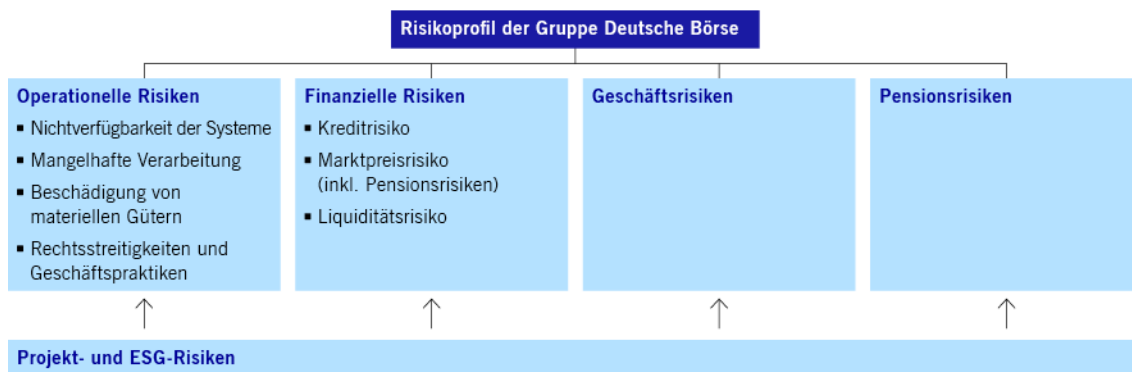 Risikoprofil der Gruppe Deutsche Börse
Operationelle Risiken
▪ Nichtverfügbarkeit der Systeme
▪ Mangelhafte Verarbeitung
▪ Beschädigung von
materiellen Gütern
▪ Rechtsstreitigkeiten und
Geschäftspraktiken
Finanzielle Risiken
▪ Kreditrisiko
▪ Marktpreisrisiko
(inkl. Pensionsrisiken)
▪ Liquiditätsrisiko
Geschäftsrisiken
Pensionsrisiken
Projekt- und ESG-Risiken